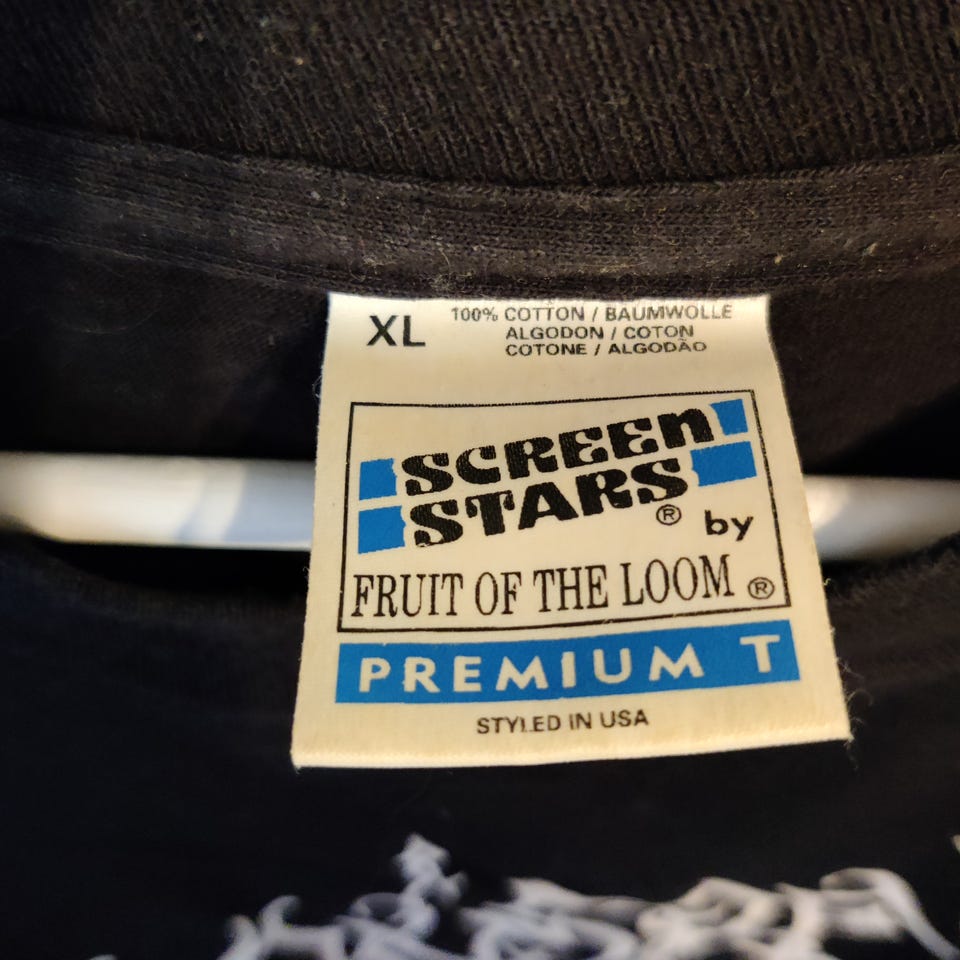 XL
100% COTTON / BAUMWOLLE
ALGODON / COTON
COTONE / ALGODÃO
SCREEN
STARS® by
FRUIT OF THE LOOM®
PREMIUM T
STYLED IN USA